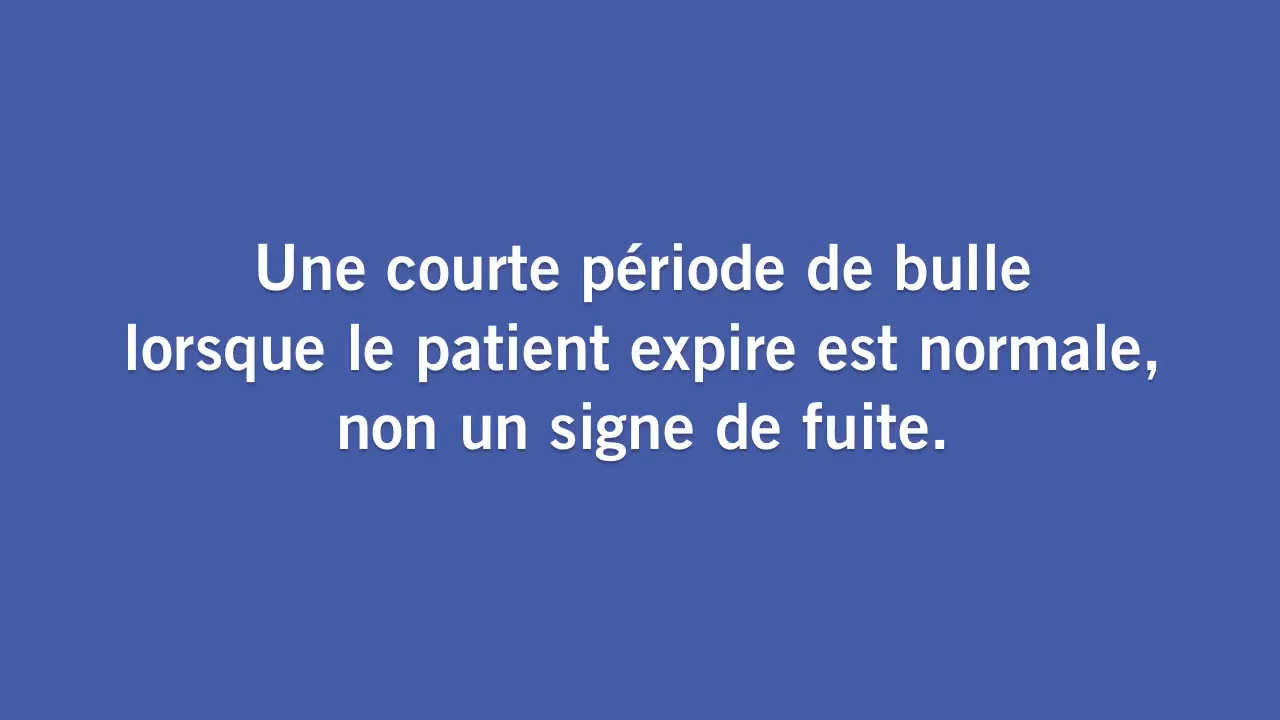 Une courte période de bulle
lorsque le patient expire est normale,
non un signe de fuite.